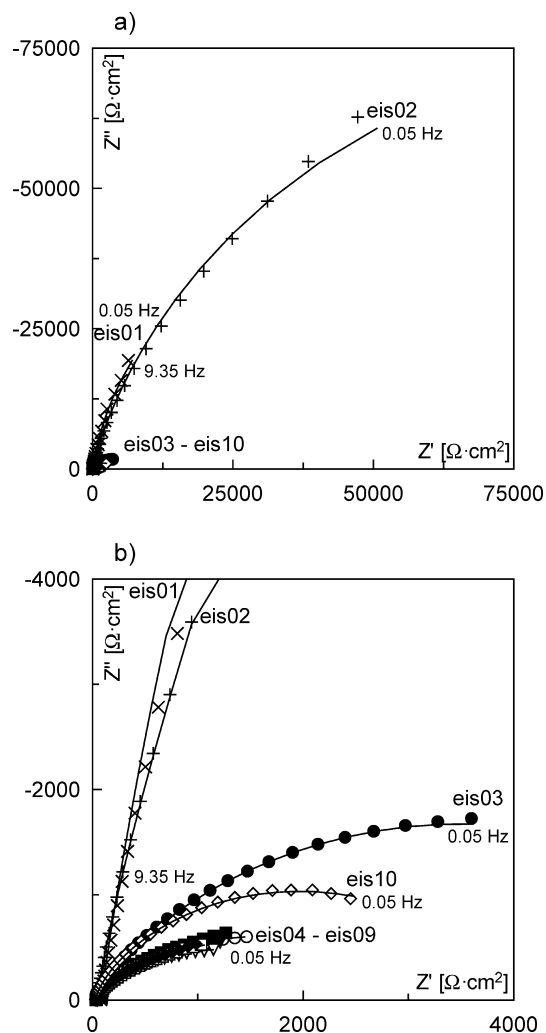 a)
-75000
Z" [Ω·cm²]
eis02
0.05 Hz
-50000
0.05 Hz
-25000
eis01
9.35 Hz
eis03 - eis10
0
Z' [Ω·cm²]
0
25000
50000
75000
b)
-4000
Z" [Ω·cm²]
eis01
eis02
-2000
eis03
0.05 Hz
9.35 Hz
eis10
0.05 Hz
eis04 - eis09
0.05 Hz
0
Z' [Ω·cm²]
0
2000
4000